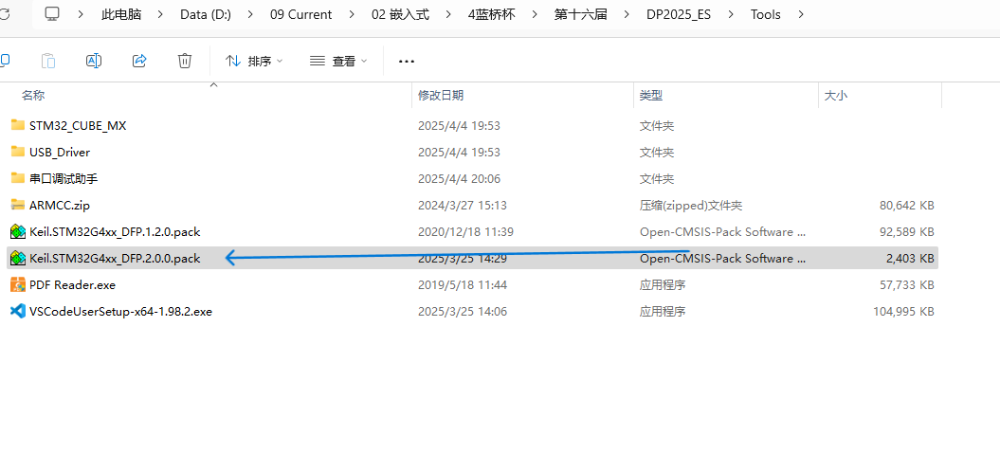 此电脑 Data (D:) 09 Current 02 嵌入式 4蓝桥杯 第十六届 DP2025_ES Tools
排序 查看
名称 修改日期 类型 大小
STM32_CUBE_MX 2025/4/4 19:53 文件夹
USB_Driver 2025/4/4 19:53 文件夹
串口调试助手 2025/4/4 20:06 文件夹
ARMCC.zip 2024/3/27 15:13 压缩(zipped)文件夹 80,642 KB
Keil.STM32G4xx_DFP.1.2.0.pack 2020/12/18 11:39 Open-CMSIS-Pack Software ... 92,589 KB
Keil.STM32G4xx_DFP.2.0.0.pack 2025/3/25 14:29 Open-CMSIS-Pack Software ... 2,403 KB
PDF Reader.exe 2019/5/18 11:44 应用程序 57,733 KB
VSCodeUserSetup-x64-1.98.2.exe 2025/3/25 14:06 应用程序 104,995 KB